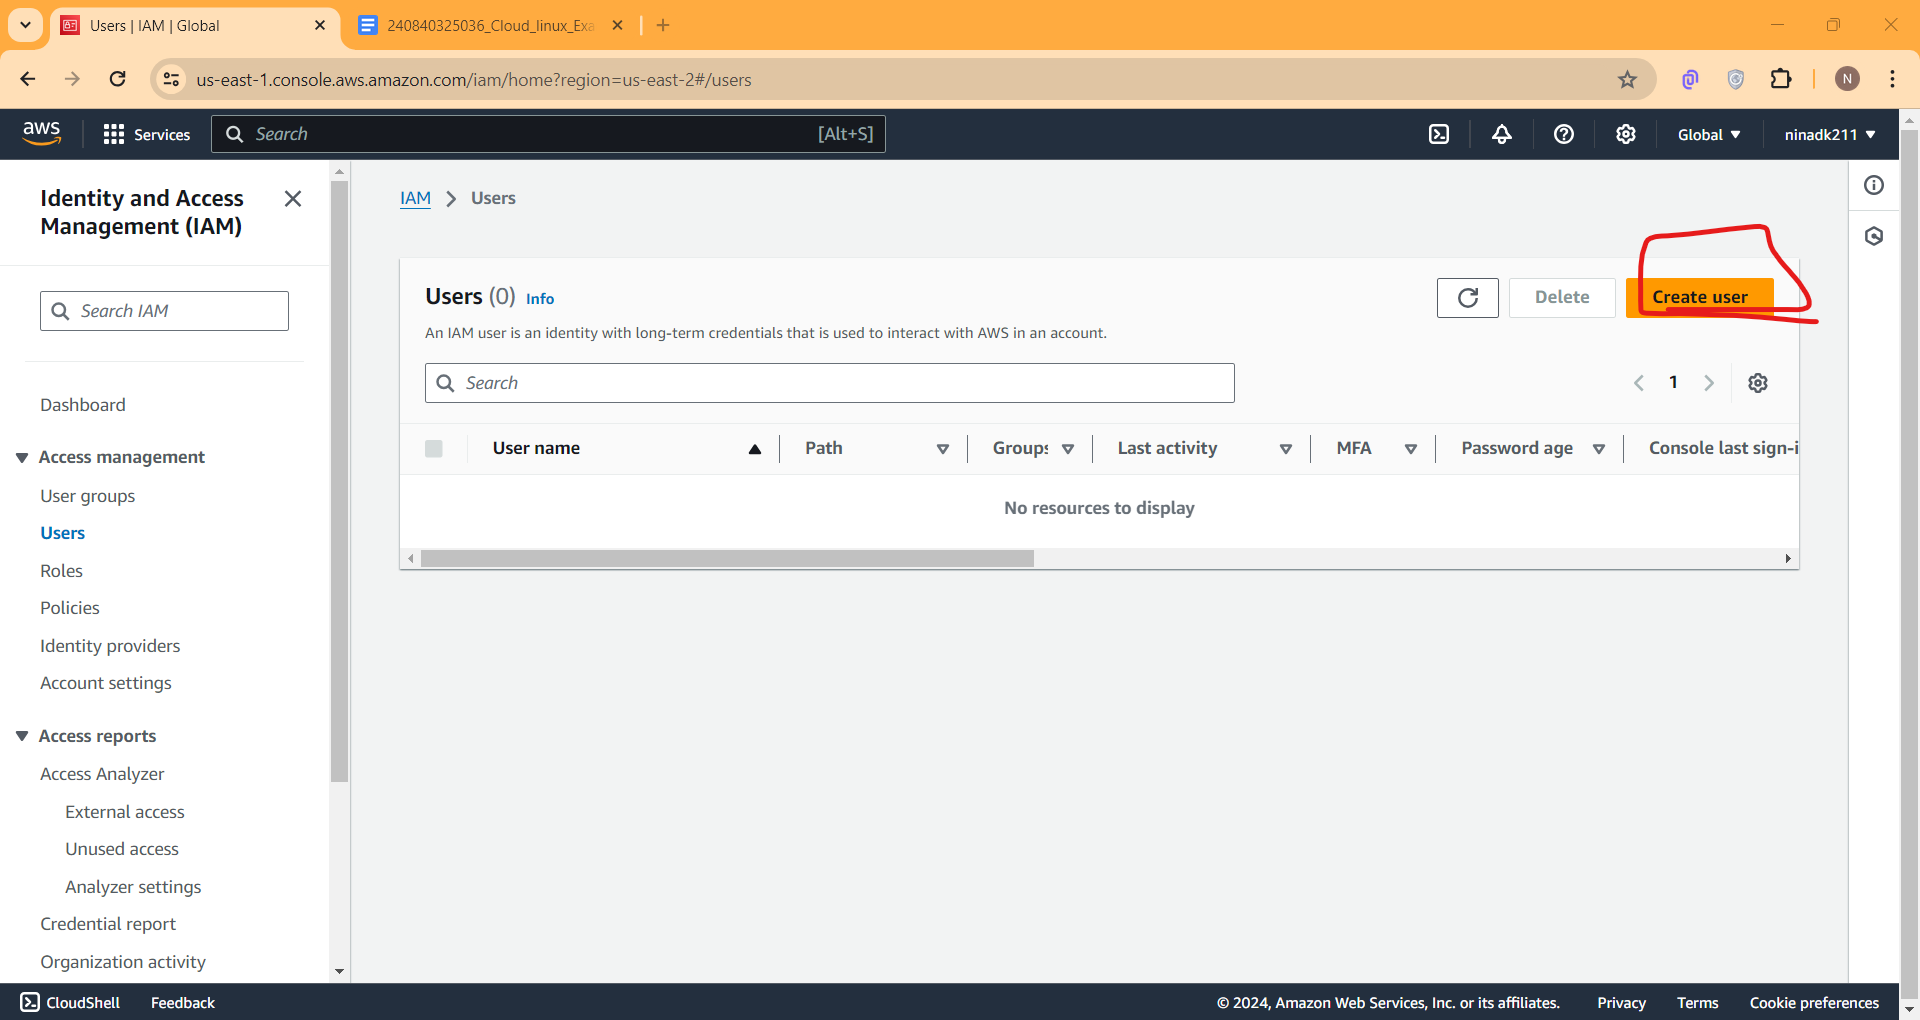 Users | IAM | Global
240840325036_Cloud_linux_Exa
us-east-1.console.aws.amazon.com/iam/home?region=us-east-2#/users
N
aws
Services
Search
[Alt+S]
Global
ninadk211
Identity and Access
Management (IAM)
Search IAM
Dashboard
Access management
User groups
Users
Roles
Policies
Identity providers
Account settings
Access reports
Access Analyzer
External access
Unused access
Analyzer settings
Credential report
Organization activity
IAM
Users
Users (0) Info
Delete
Create user
An IAM user is an identity with long-term credentials that is used to interact with AWS in an account.
Search
1
User name
Path
Groups
Last activity
MFA
Password age
Console last sign-i
No resources to display
CloudShell
Feedback
© 2024, Amazon Web Services, Inc. or its affiliates.
Privacy
Terms
Cookie preferences